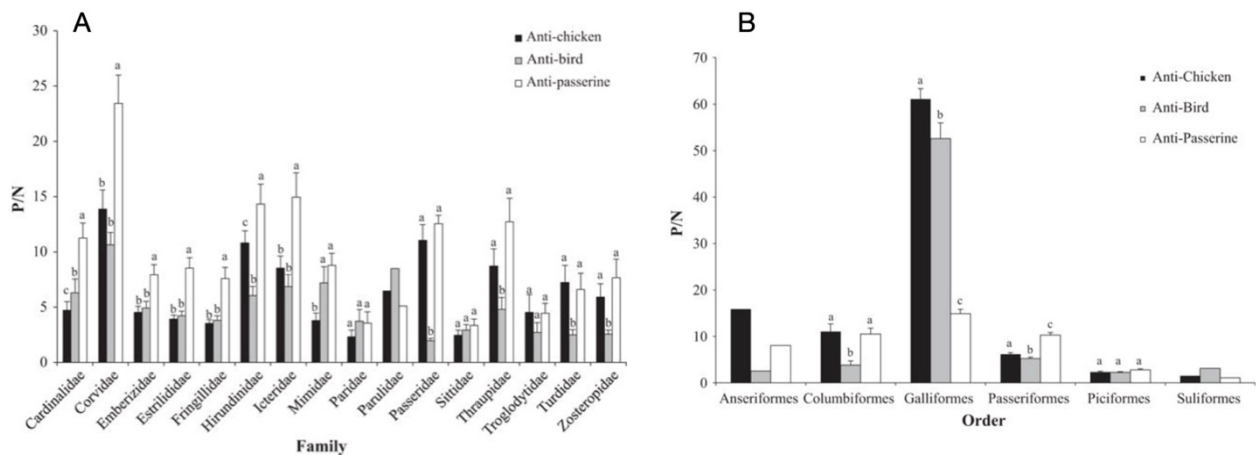 A
30
25
20
15
10
5
0
P/N
Anti-chicken
Anti-bird
Anti-passerine
c b a
b b a
b b a
b b a
b b a
c b a
b b a
b a a
a a a
a b a
a a a
a b a
a a a
a b a
a b a
Cardinalidae
Corvidae
Emberizidae
Estrildidae
Fringillidae
Hirundinidae
Icteridae
Mimidae
Paridae
Parulidae
Passeridae
Sittidae
Thraupidae
Troglodytidae
Turdidae
Zosteropidae
Family
B
70
60
50
40
30
20
10
0
P/N
Anti-Chicken
Anti-Bird
Anti-Passerine
a b a
a b c
a b c
a a a
Anseriformes Columbiformes Galliformes Passeriformes Piciformes Suliformes
Order